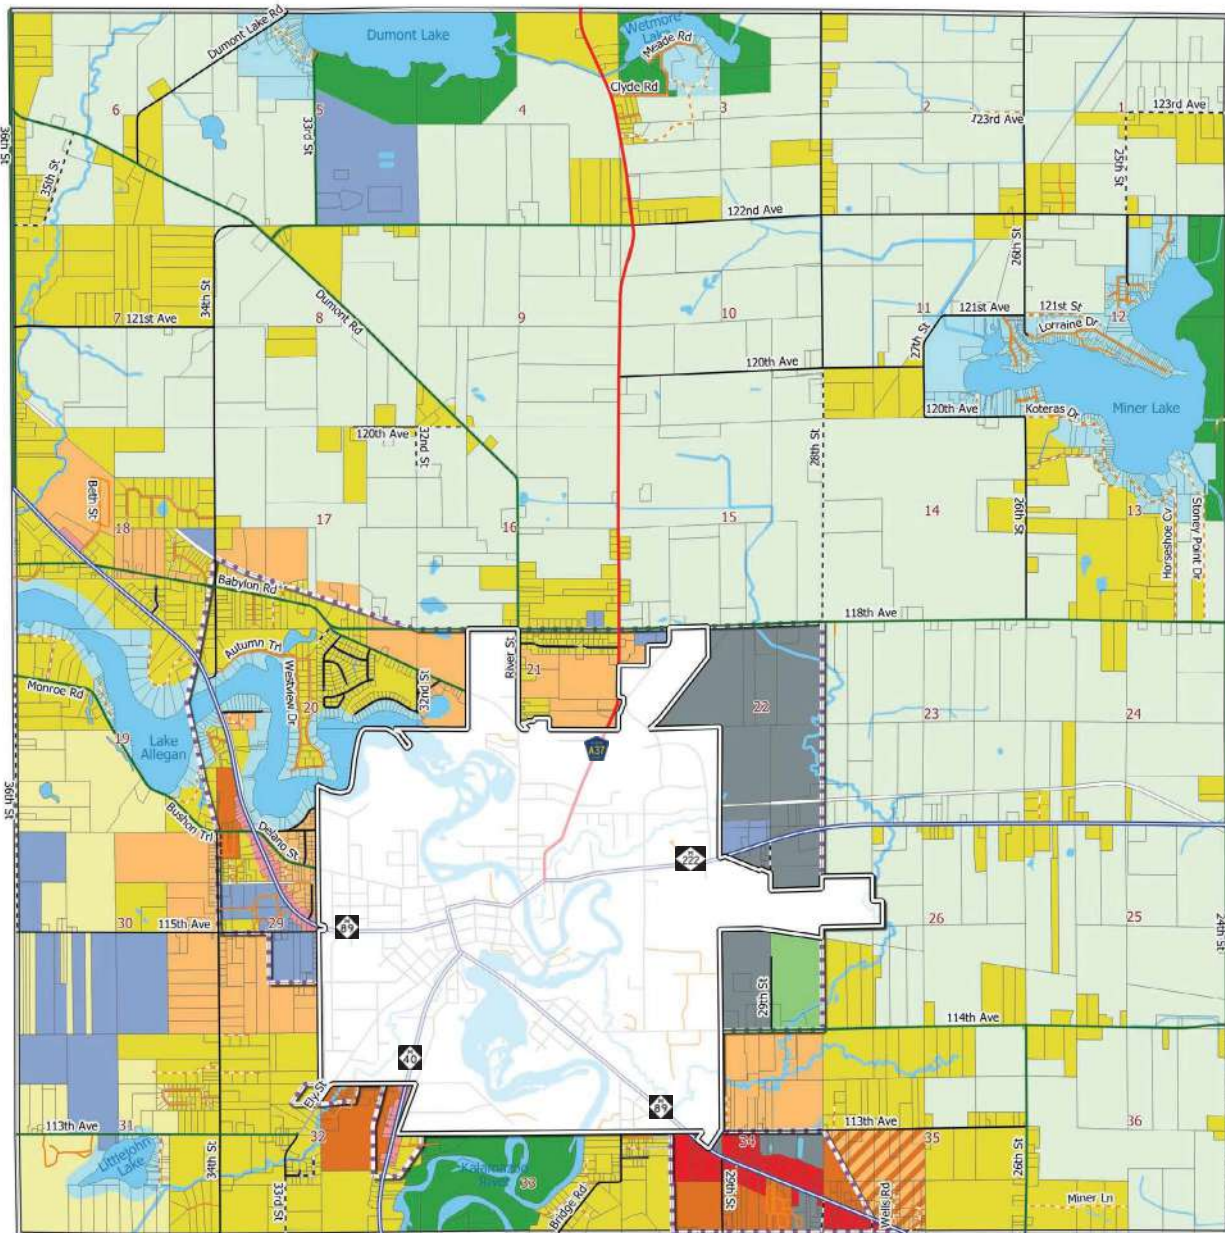 Dumont Lake Rd
Dumont Lake
Wetmore
Lake
Meade Rd
Clyde Rd
6
5
4
3
2
1
123rd Ave
123rd Ave
36th St
35th St
33rd St
25th St
122nd Ave
34th St
26th St
7
121st Ave
8
Dumont Rd
9
10
11
121st Ave
121st St
12
Lorraine Dr
27th St
120th Ave
120th Ave
Koteras Dr
Miner Lake
120th Ave
32nd St
28th St
Beth St
18
17
16
15
14
26th St
13
Horseshoe Cv
Stoney Point Dr
Babylon Rd
118th Ave
Autumn Trl
River St
21
Westview Dr
20
32nd St
22
23
24
Monroe Rd
19
Lake
Allegan
A37
36th St
Bushon Trl
Delano St
M
222
30
115th Ave
29
M
89
26
25
24th St
29th St
114th Ave
M
40
Ely St
M
89
113th Ave
31
32
113th Ave
36
34
35
Littlejohn
Lake
34th St
33rd St
Kalamazoo
River
33
Bridge Rd
29th St
Wells Rd
26th St
Miner Ln